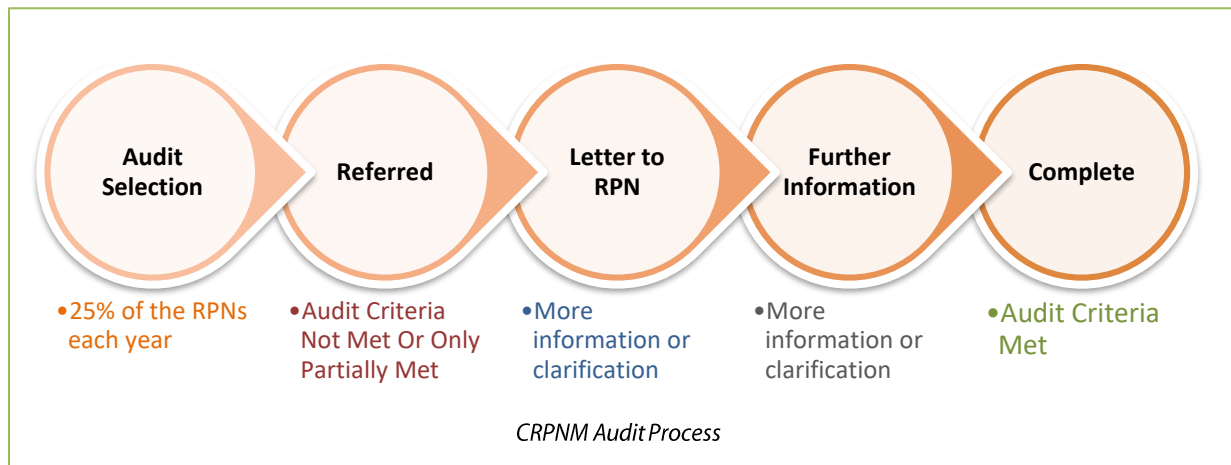 Audit
Selection
Referred
Letter to
RPN
Further
Information
Complete
•25% of the RPNs
each year
•Audit Criteria
Not Met Or Only
Partially Met
•More
information or
clarification
•More
information or
clarification
•Audit Criteria
Met
CRPNM Audit Process